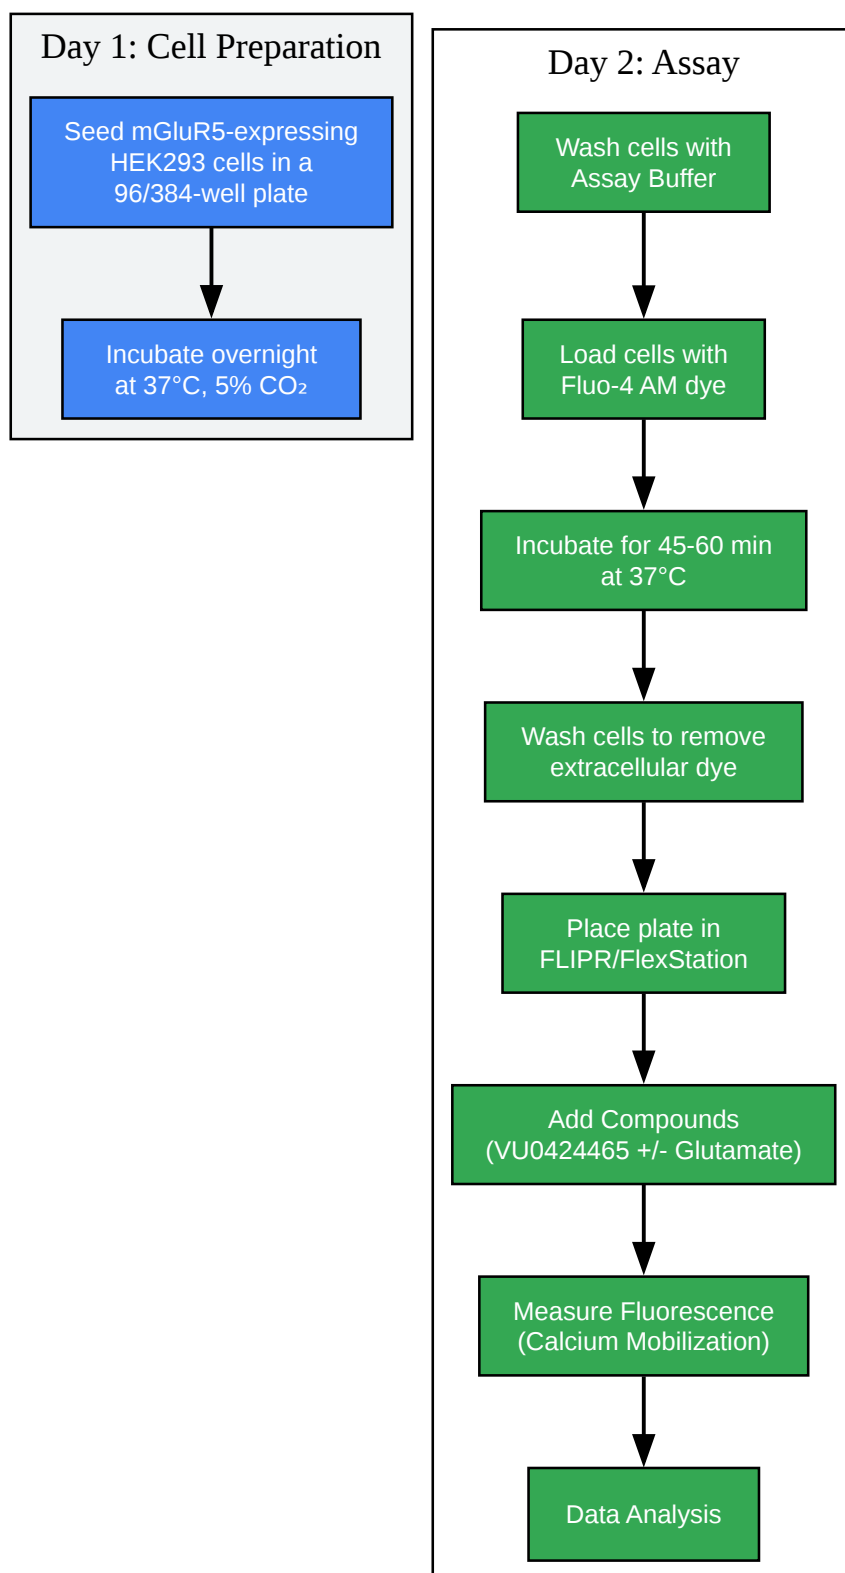 Day 1: Cell Preparation
Seed mGluR5-expressing
HEK293 cells in a
96/384-well plate
Incubate overnight
at 37°C, 5% CO₂
Day 2: Assay
Wash cells with
Assay Buffer
Load cells with
Fluo-4 AM dye
Incubate for 45-60 min
at 37°C
Wash cells to remove
extracellular dye
Place plate in
FLIPR/FlexStation
Add Compounds
(VU0424465 +/- Glutamate)
Measure Fluorescence
(Calcium Mobilization)
Data Analysis